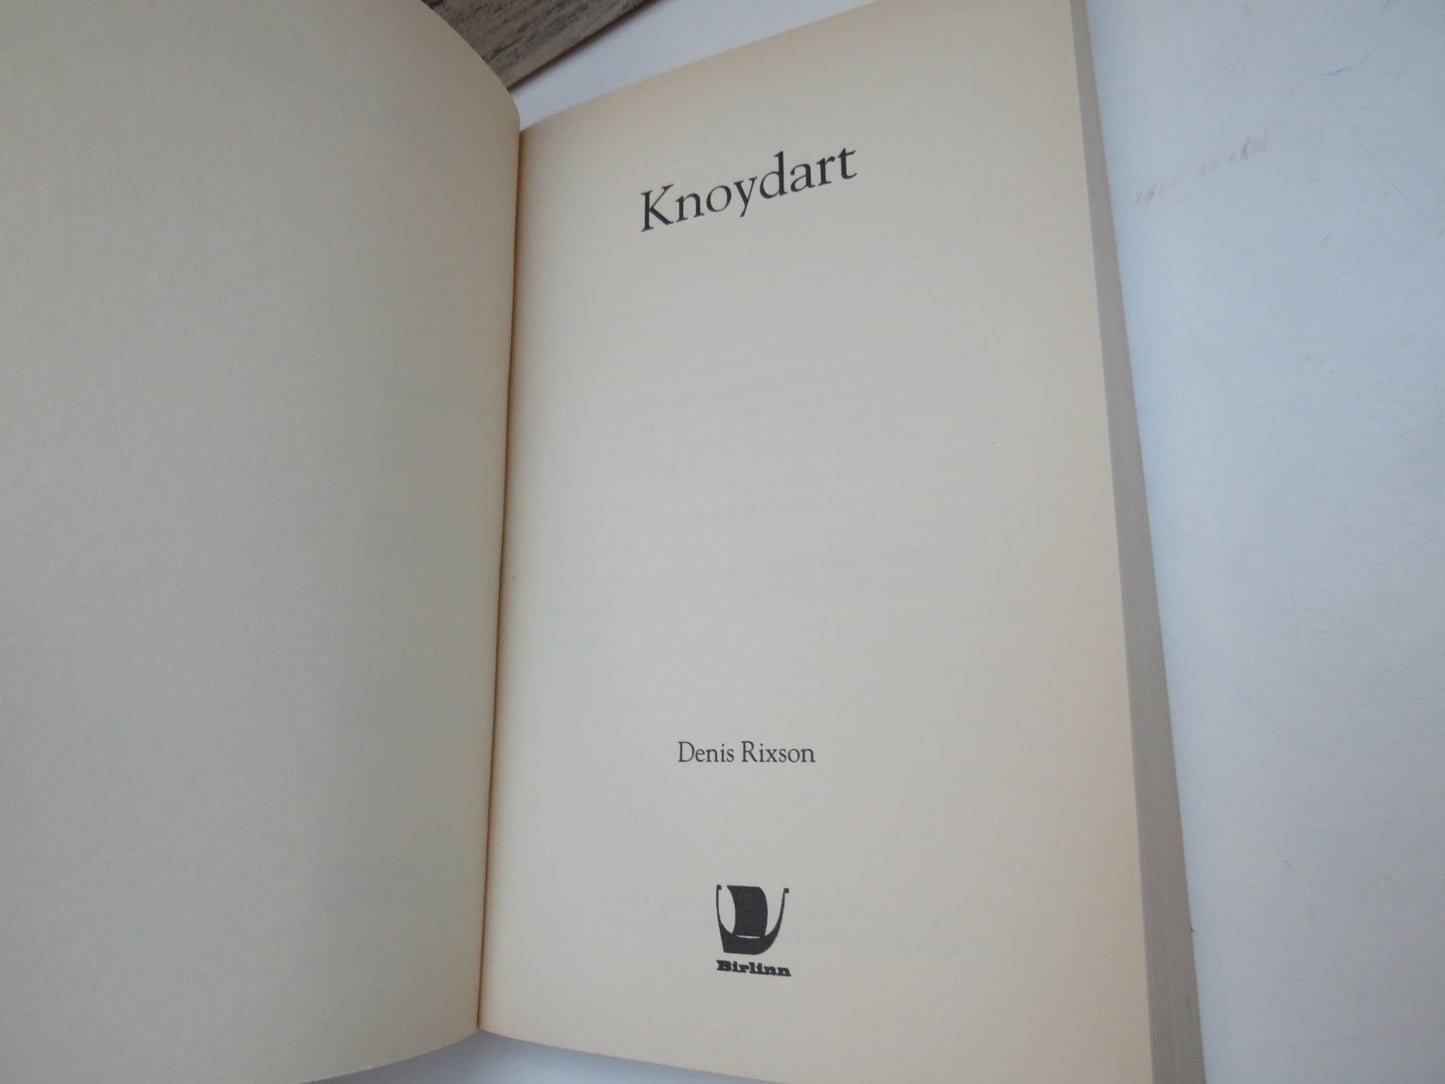 Knoydart
Denis Rixson
Birlinn